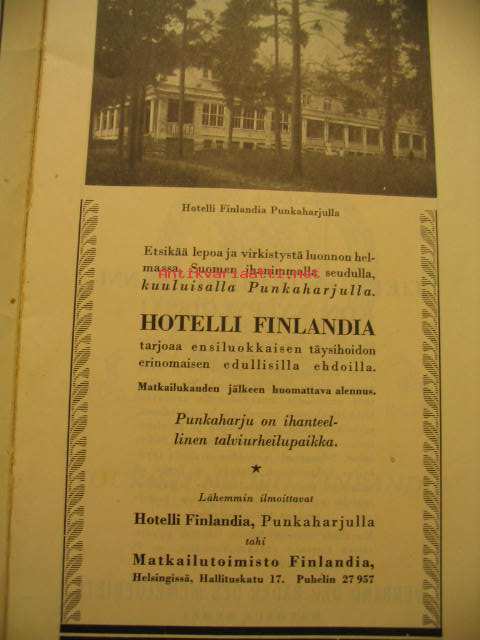 Hotelli Finlandia Punkaharjulla
Etsikää lepoa ja virkistystä luonnon hel-
massa, Suomen ihanimmalla seudulla,
kuuluisalla Punkaharjulla.
Antikvariaatti.net
HOTELLI FINLANDIA
tarjoaa ensiluokkaisen täysihoidon
erinomaisen edullisilla ehdoilla.
Matkailukauden jälkeen huomattava alennus.
Punkaharju on ihanteel-
linen talviurheilupaikka.
★
Lähemmin ilmoittavat
Hotelli Finlandia, Punkaharjulla
tahi
Matkailutoimisto Finlandia,
Helsingissä, Hallituskatu 17. Puhelin 27 957